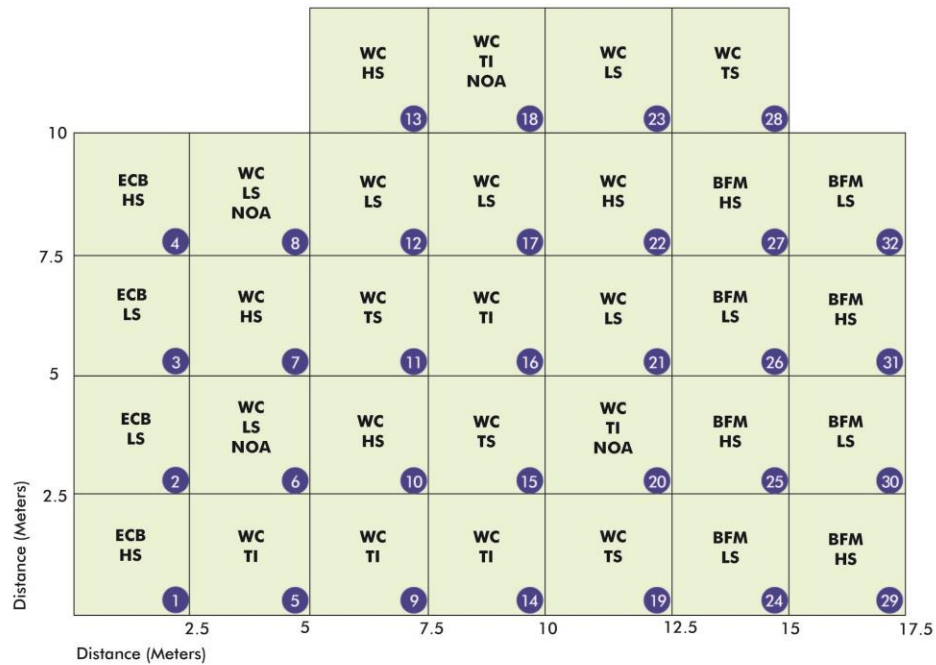 WC
HS
13
WC
TI
NOA
18
WC
LS
23
WC
TS
28
10
ECB
HS
4
WC
LS
NOA
8
WC
LS
12
WC
LS
17
WC
HS
22
BFM
HS
27
BFM
LS
32
7.5
ECB
LS
3
WC
HS
7
WC
TS
11
WC
TI
16
WC
LS
21
BFM
LS
26
BFM
HS
31
5
ECB
LS
2
WC
LS
NOA
6
WC
HS
10
WC
TS
15
WC
TI
NOA
20
BFM
HS
25
BFM
LS
30
2.5
ECB
HS
1
WC
TI
5
WC
TI
9
WC
TI
14
WC
TS
19
BFM
LS
24
BFM
HS
29
Distance (Meters)
2.5
5
7.5
10
12.5
15
17.5
Distance (Meters)